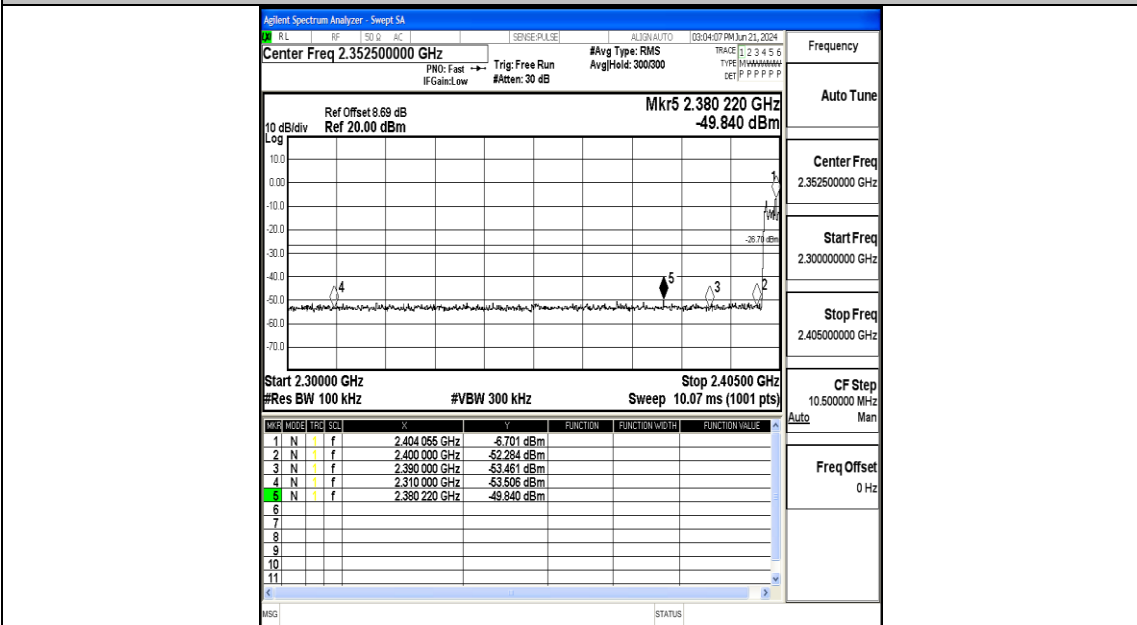 Agilent Spectrum Analyzer - Swept SA
RL RF 50 Ω AC SENSE:PULSE ALIGN AUTO 03:04:07 PM Jun 21, 2024
Center Freq 2.352500000 GHz
PNO: Fast
IFGain:Low
Trig: Free Run
#Atten: 30 dB
#Avg Type: RMS
Avg|Hold: 300/300
TRACE 1 2 3 4 5 6
TYPE M
DET P P P P P P
Mkr5 2.380 220 GHz
-49.840 dBm
Ref Offset 8.69 dB
10 dB/div Ref 20.00 dBm
Log
10.0
0.00
-10.0
-20.0
-30.0
-40.0
-50.0
-60.0
-70.0
1
-26.70 dBm
4
5
3
2
Start 2.30000 GHz Stop 2.40500 GHz
#Res BW 100 kHz #VBW 300 kHz Sweep 10.07 ms (1001 pts)
MKR MODE TRC SCL X Y FUNCTION FUNCTION WIDTH FUNCTION VALUE
1 N 1 f 2.404 055 GHz -6.701 dBm
2 N 1 f 2.400 000 GHz -52.284 dBm
3 N 1 f 2.390 000 GHz -53.461 dBm
4 N 1 f 2.310 000 GHz -53.506 dBm
5 N 1 f 2.380 220 GHz -49.840 dBm
6
7
8
9
10
11
MSG STATUS
Frequency
Auto Tune
Center Freq
2.352500000 GHz
Start Freq
2.300000000 GHz
Stop Freq
2.405000000 GHz
CF Step
10.500000 MHz
Auto Man
Freq Offset
0 Hz